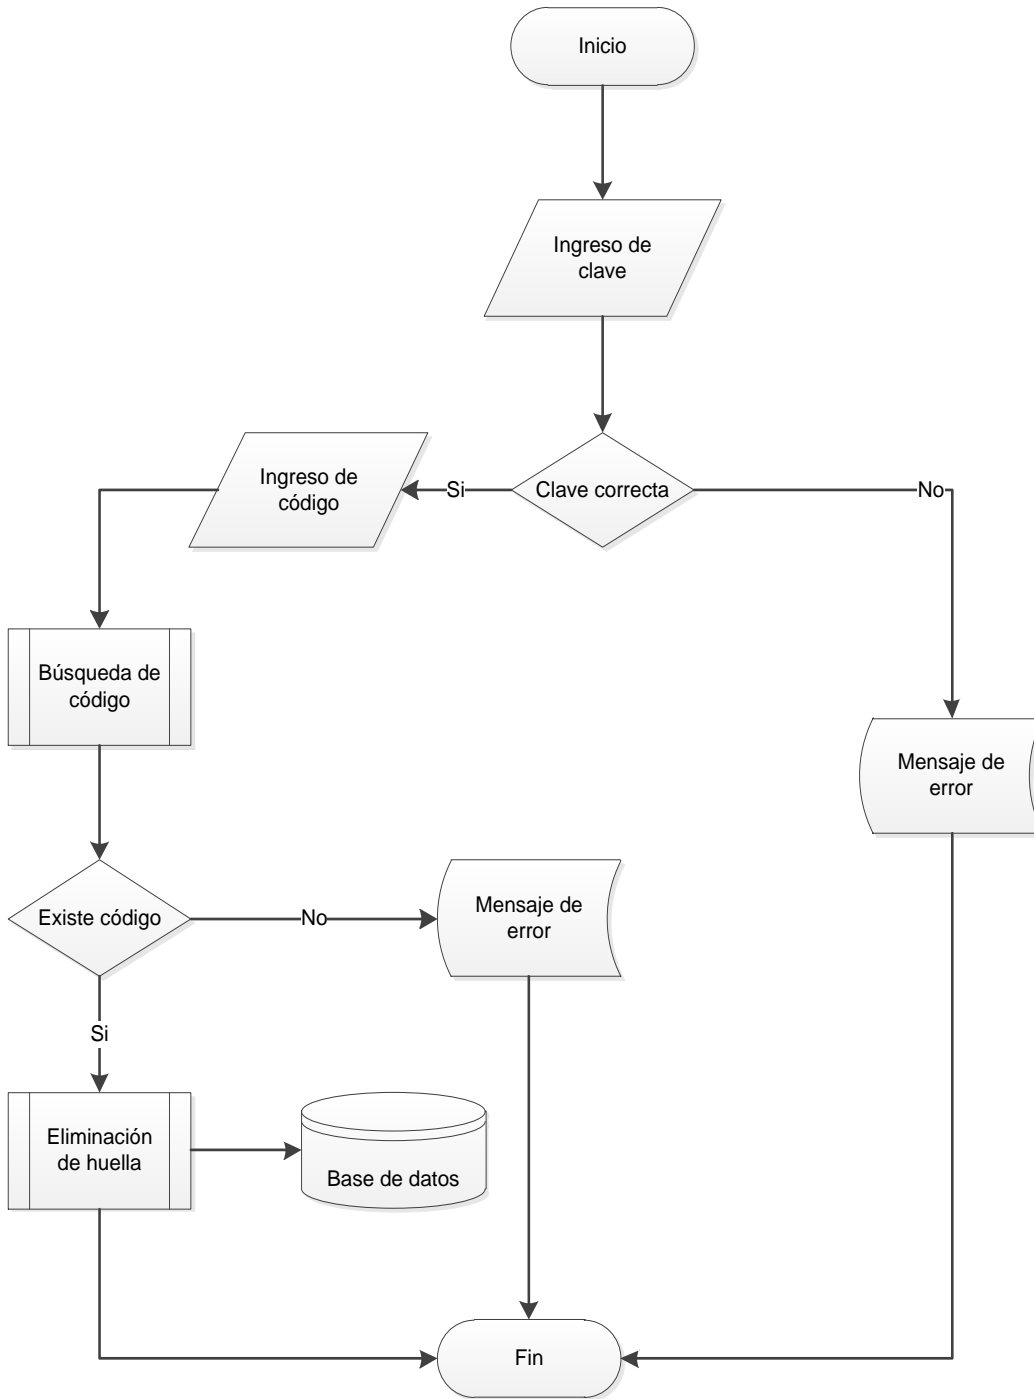 Inicio
Ingreso de
clave
Ingreso de
código
Si
Clave correcta
No
Búsqueda de
código
Mensaje de
error
Existe código
No
Mensaje de
error
Si
Eliminación
de huella
Base de datos
Fin